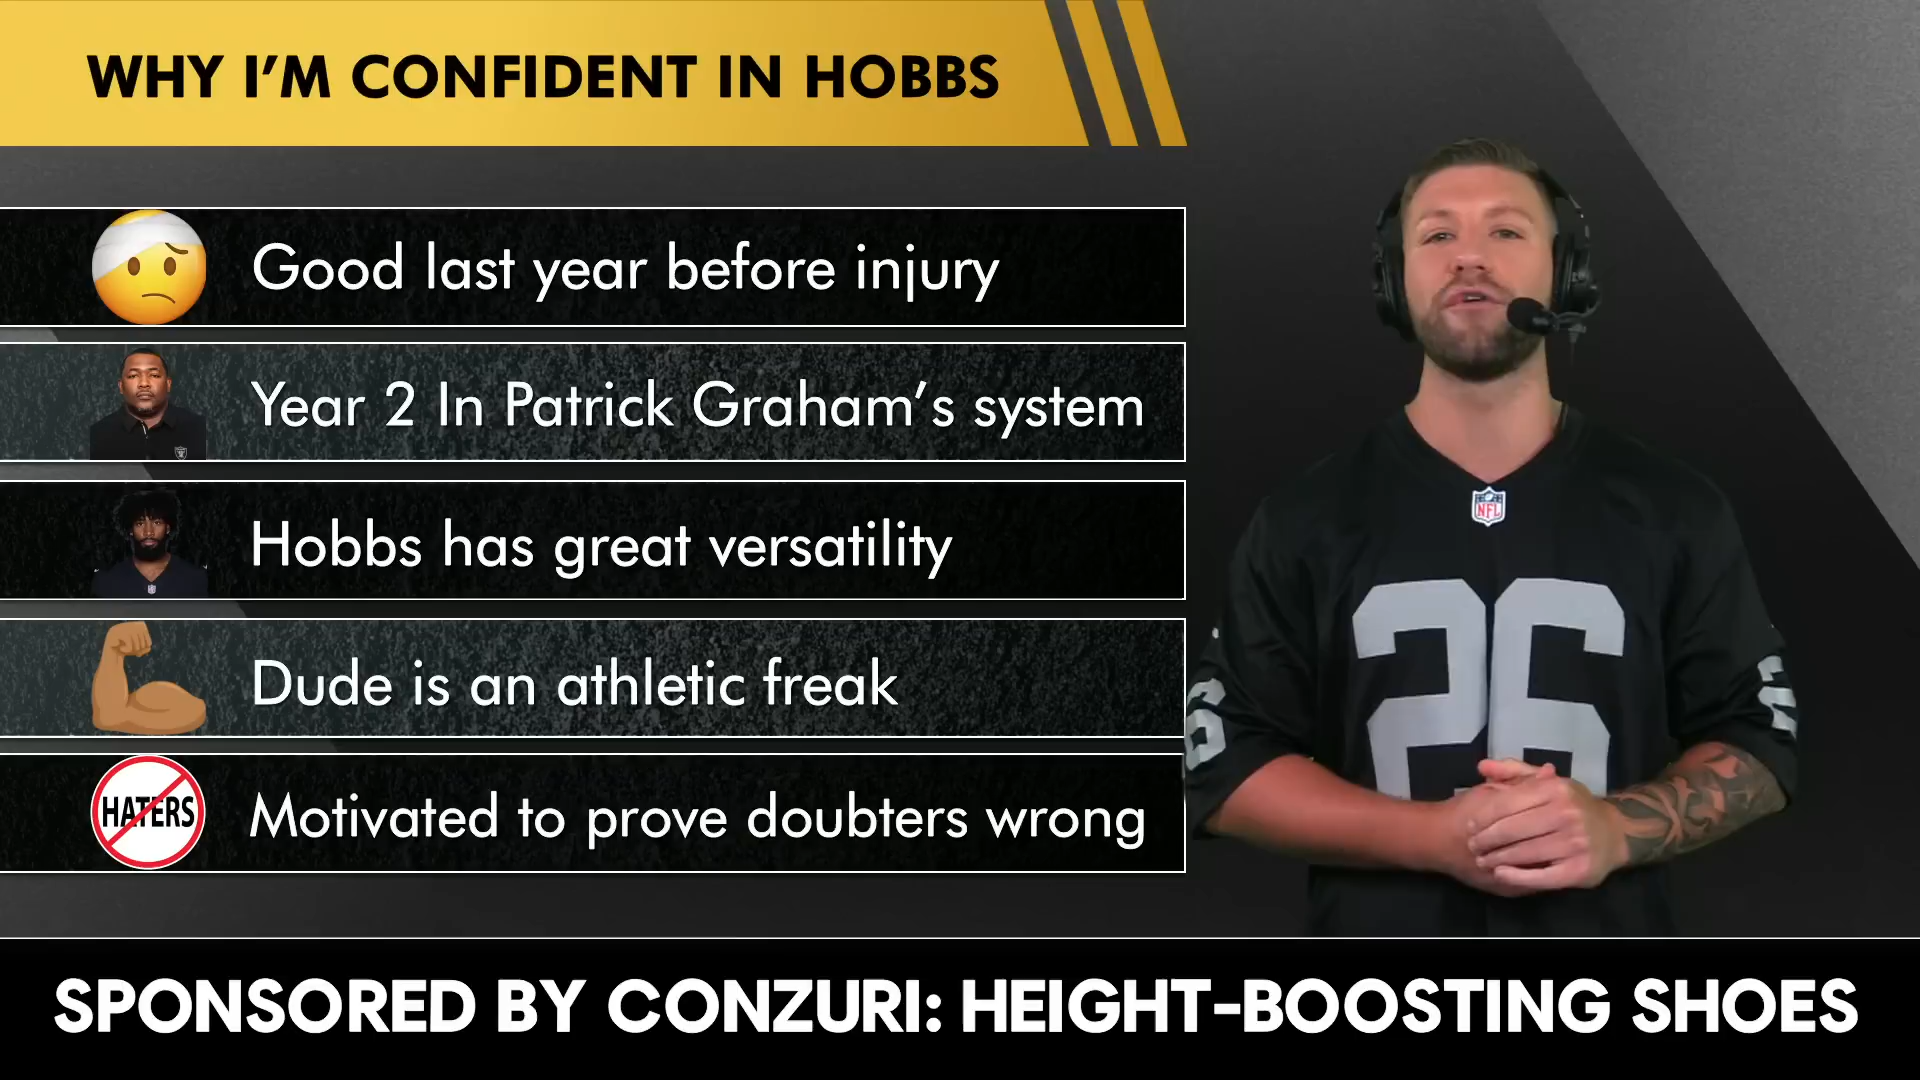 WHY I'M CONFIDENT IN HOBBS
Good last year before injury
Year 2 In Patrick Graham's system
Hobbs has great versatility
Dude is an athletic freak
HATERS
Motivated to prove doubters wrong
NFL
26
SPONSORED BY CONZURI: HEIGHT-BOOSTING SHOES